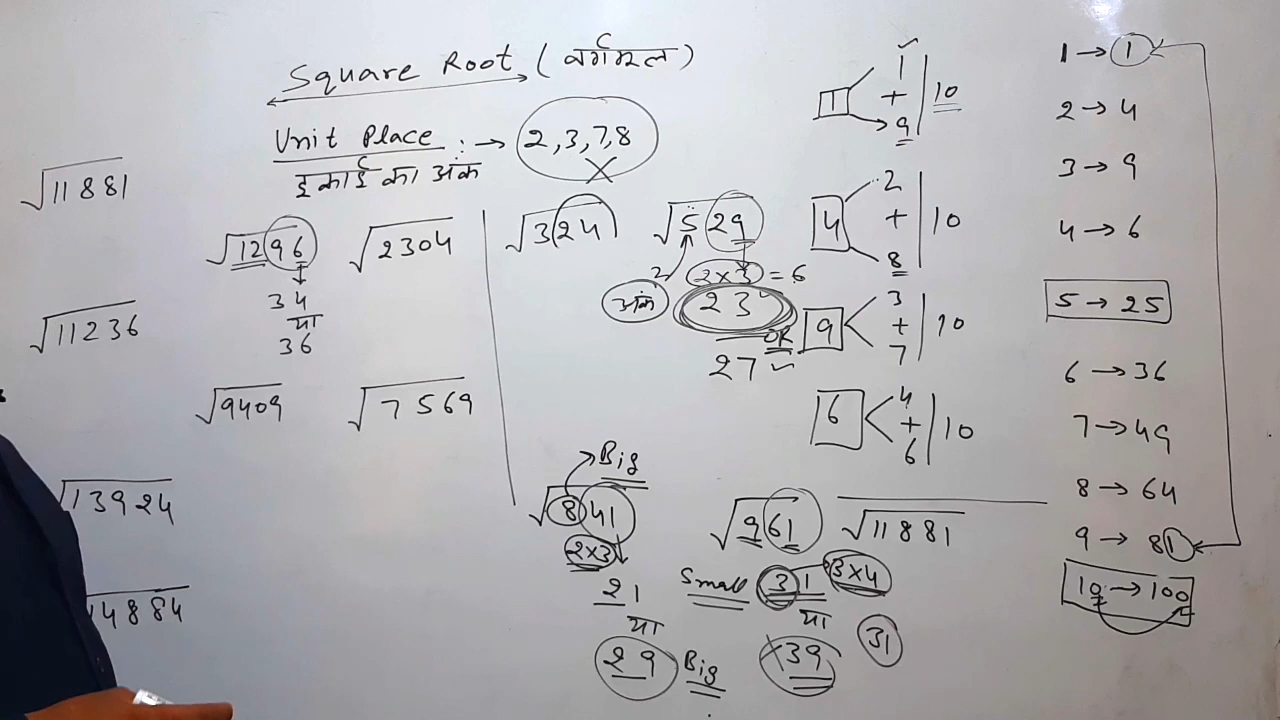 Square Root (वर्गमूल)
Unit Place :→ 2,3,7,8 X
इकाई का अंक
√11881
√11236
√13924
14884
√1296
34
या
36
√2304
√9409
√7569
√324
√529
2 2×3 = 6
अंक 23
OR
27 ✓
Big
√841
2×3
21
या
29 Big
√961
Small 31 3×4
या
×39 31
√11881
1 1 + 9 10
4 2 + 8 10
9 3 + 7 10
6 4 + 6 10
1 → 1
2 → 4
3 → 9
4 → 6
5 → 25
6 → 36
7 → 49
8 → 64
9 → 81
10 → 100